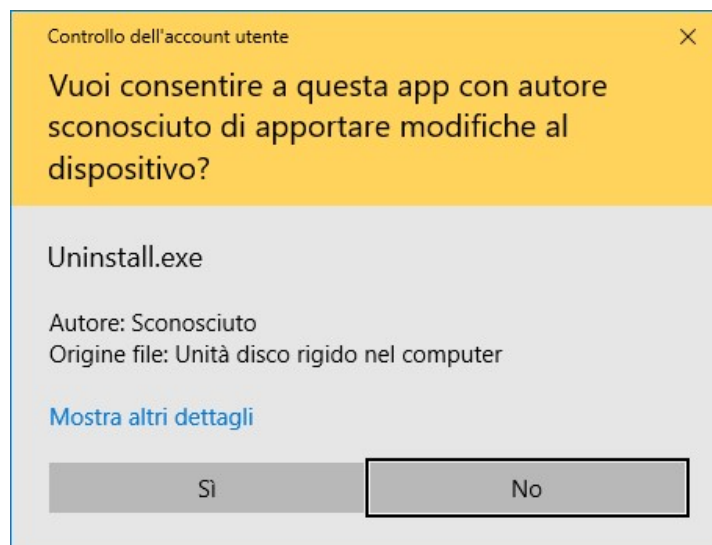 Controllo dell'account utente
Vuoi consentire a questa app con autore
sconosciuto di apportare modifiche al
dispositivo?
Uninstall.exe
Autore: Sconosciuto
Origine file: Unità disco rigido nel computer
Mostra altri dettagli
Sì
No